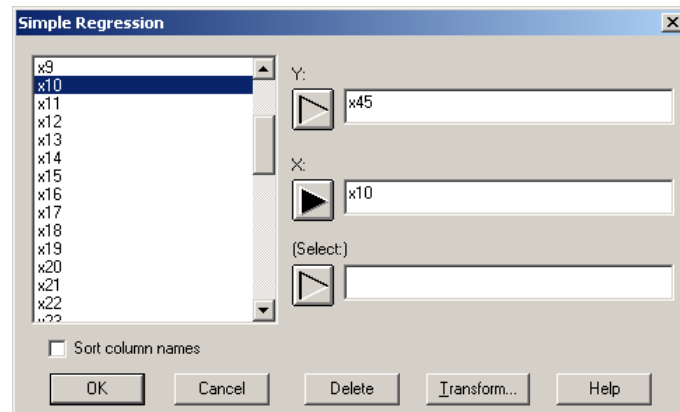 Simple Regression
x9
x10
x11
x12
x13
x14
x15
x16
x17
x18
x19
x20
x21
x22
x23
Y:
x45
X:
x10
(Select:)
Sort column names
OK
Cancel
Delete
Transform...
Help